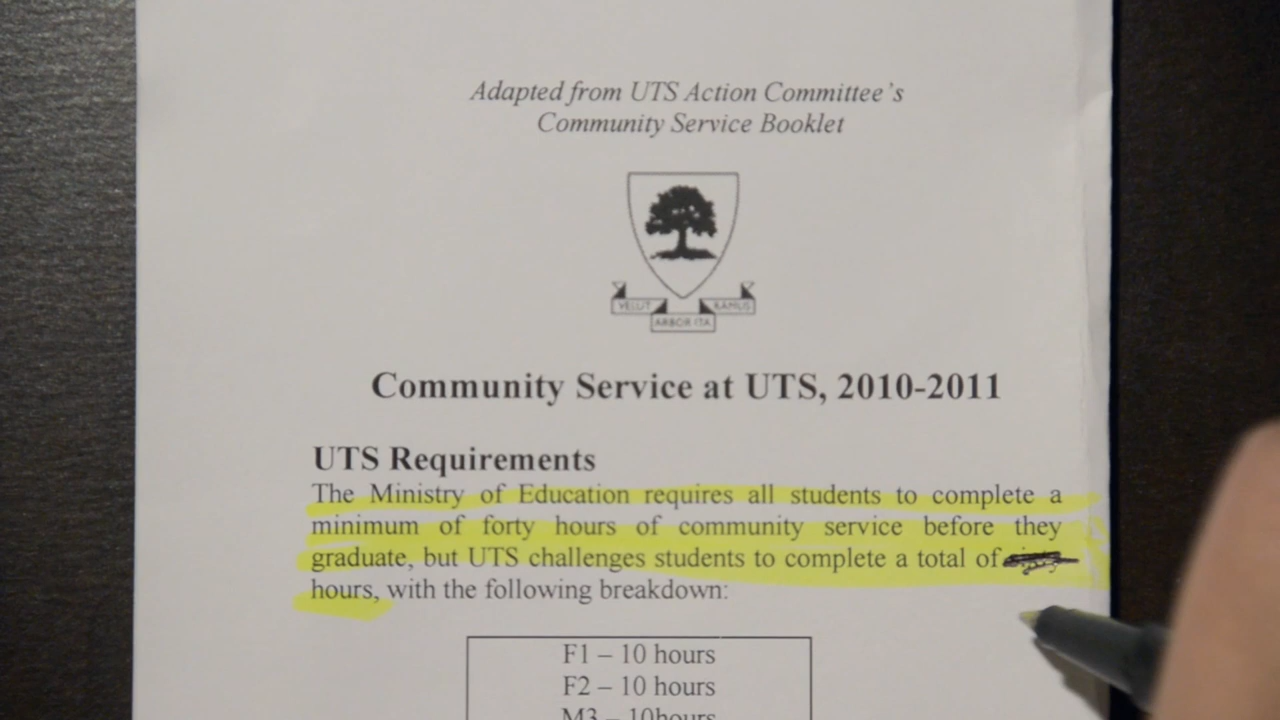 Adapted from UTS Action Committee's
Community Service Booklet
VELUT
RAMUS
ARBOR ITA
Community Service at UTS, 2010-2011
UTS Requirements
The Ministry of Education requires all students to complete a
minimum of forty hours of community service before they
graduate, but UTS challenges students to complete a total of
hours, with the following breakdown:
F1 – 10 hours
F2 – 10 hours
M3 – 10hours